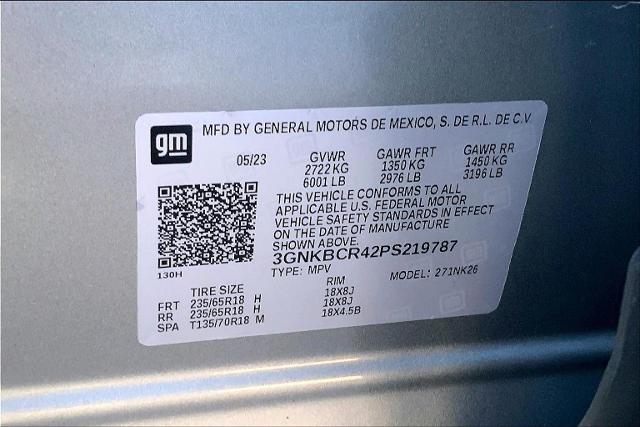 gm
MFD BY GENERAL MOTORS DE MEXICO, S. DE R.L. DE C.V
05/23 GVWR GAWR FRT GAWR RR
2722 KG 1350 KG 1450 KG
6001 LB 2976 LB 3196 LB
THIS VEHICLE CONFORMS TO ALL
APPLICABLE U.S. FEDERAL MOTOR
VEHICLE SAFETY STANDARDS IN EFFECT
ON THE DATE OF MANUFACTURE
SHOWN ABOVE.
130H
3GNKBCR42PS219787
TYPE: MPV MODEL: 271NK26
TIRE SIZE RIM
FRT 235/65R18 H 18X8J
RR 235/65R18 H 18X8J
SPA T135/70R18 M 18X4.5B